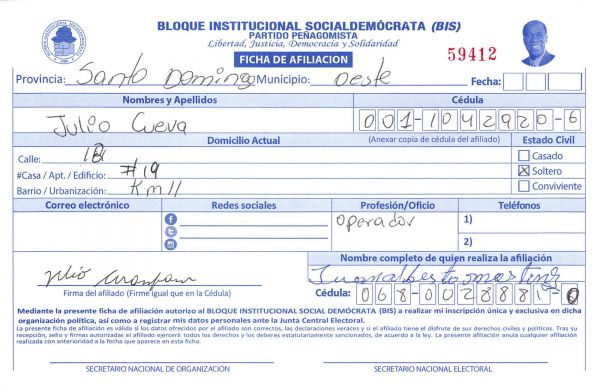 BLOQUE INSTITUCIONAL SOCIALDEMÓCRATA (BIS)
PARTIDO PEÑAGOMISTA
Libertad, Justicia, Democracia y Solidaridad
FICHA DE AFILIACION
59412
Provincia: Santo Domingo Municipio: Oeste Fecha:
Nombres y Apellidos Cédula
Julio Cueva 001-1042920-6
Domicilio Actual (Anexar copia de cédula del afiliado) Estado Civil
Calle: 1B Casado
#Casa / Apt. / Edificio: #19 Soltero
Barrio / Urbanización: Km 11 Conviviente
Correo electrónico Redes sociales Profesión/Oficio Teléfonos
Operador 1)
2)
Nombre completo de quien realiza la afiliación
Juan Alberto martinez
Firma del afiliado (Firme igual que en la Cédula) Cédula: 068-0028881-0
Mediante la presente ficha de afiliación autorizo al BLOQUE INSTITUCIONAL SOCIAL DEMÓCRATA (BIS) a realizar mi inscripción única y exclusiva en dicha
organización política, así como a registrar mis datos personales ante la Junta Central Electoral.
La presente ficha de afiliación es válida si los datos ofrecidos por el afiliado son correctos, las declaraciones veraces y si el afiliado tiene el disfrute de sus derechos civiles y políticos. Tras su
recepción, sello y firmas autorizadas el afiliado ejercerá todos los derechos y los deberes estatutariamente sancionados, de acuerdo a la ley. La presente afiliación anula cualquier afiliación
realizada con anterioridad a la fecha que aparece en esta ficha.
SECRETARIO NACIONAL DE ORGANIZACIÓN SECRETARIO NACIONAL ELECTORAL